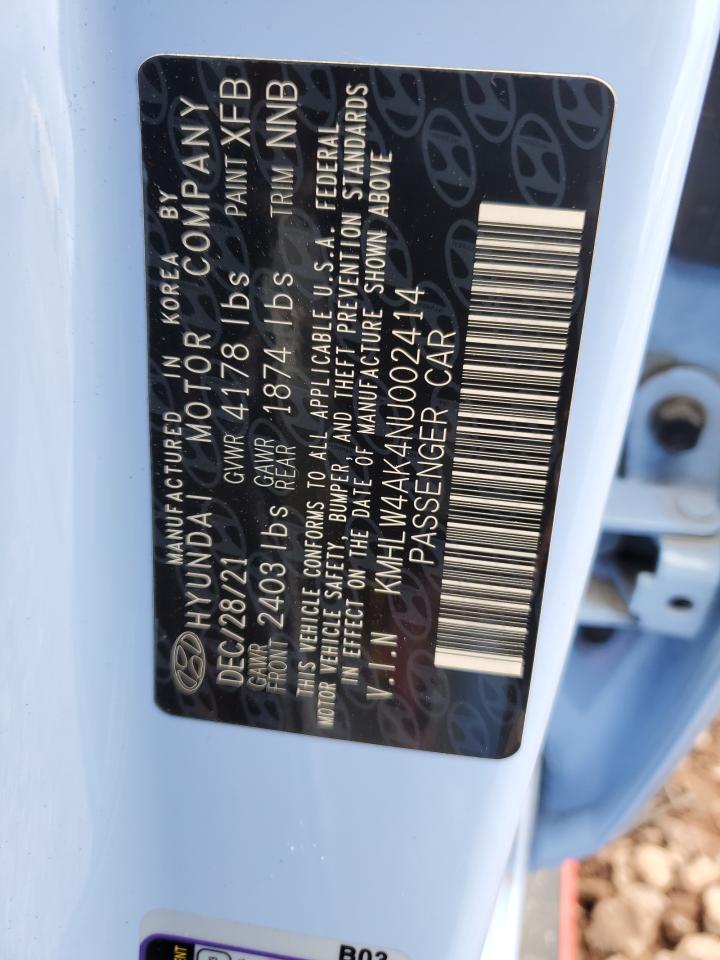 MANUFACTURED IN KOREA BY
HYUNDAI MOTOR COMPANY
DEC/28/21 GVWR 4178 lbs PAINT XFB
GAWR FRONT 2403 lbs GAWR REAR 1874 lbs TRIM NNB
THIS VEHICLE CONFORMS TO ALL APPLICABLE U.S.A. FEDERAL
MOTOR VEHICLE SAFETY, BUMPER, AND THEFT PREVENTION STANDARDS
IN EFFECT ON THE DATE OF MANUFACTURE SHOWN ABOVE
V.I.N KMHLW4AK4NU002414
PASSENGER CAR
B03